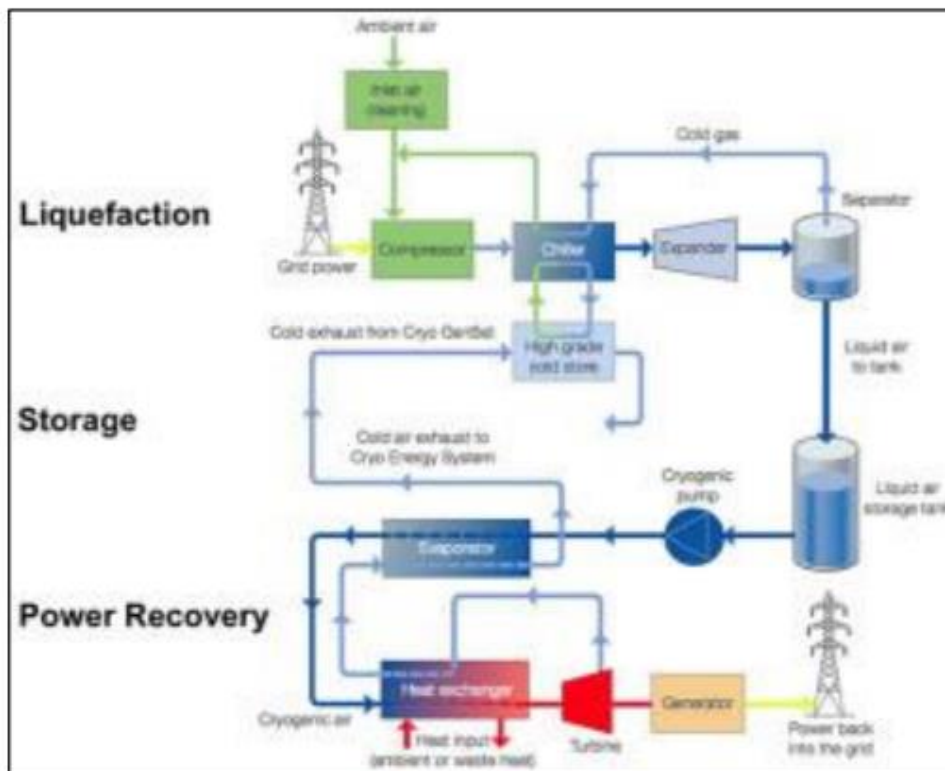 Ambient air
Inlet air
cleaning
Cold gas
Separator
Liquefaction
Compressor
Chiller
Expander
Grid power
Cold exhaust from Cryo GenSet
High grade
cold store
Liquid air
to tank
Storage
Cold air exhaust to
Cryo Energy System
Cryogenic
pump
Liquid air
storage tank
Evaporator
Power Recovery
Heat exchanger
Generator
Cryogenic air
Heat input
(ambient or waste heat)
Turbine
Power back
into the grid